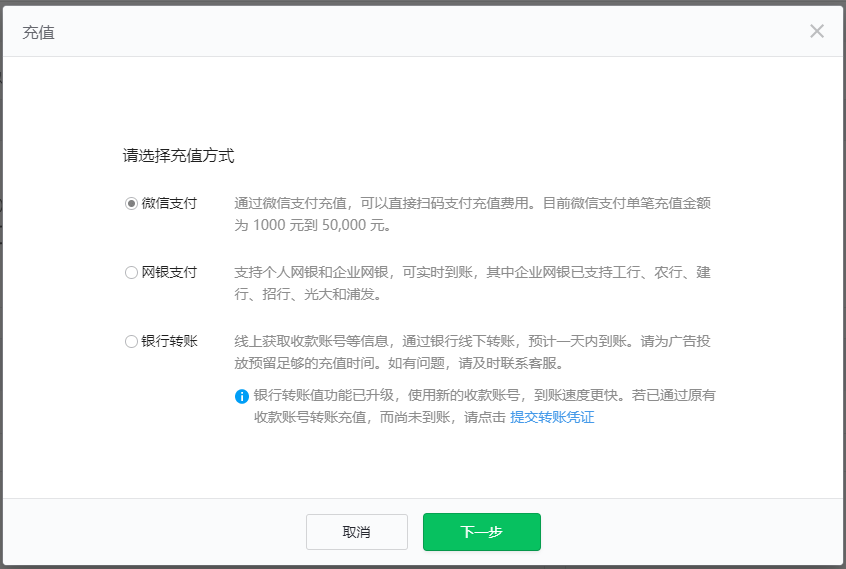 充值
请选择充值方式
微信支付 通过微信支付充值，可以直接扫码支付充值费用。目前微信支付单笔充值金额
为 1000 元到 50,000 元。
网银支付 支持个人网银和企业网银，可实时到账，其中企业网银已支持工行、农行、建
行、招行、光大和浦发。
银行转账 线上获取收款账号等信息，通过银行线下转账，预计一天内到账。请为广告投
放预留足够的充值时间。如有问题，请及时联系客服。
银行转账值功能已升级，使用新的收款账号，到账速度更快。若已通过原有
收款账号转账充值，而尚未到账，请点击 提交转账凭证
取消 下一步